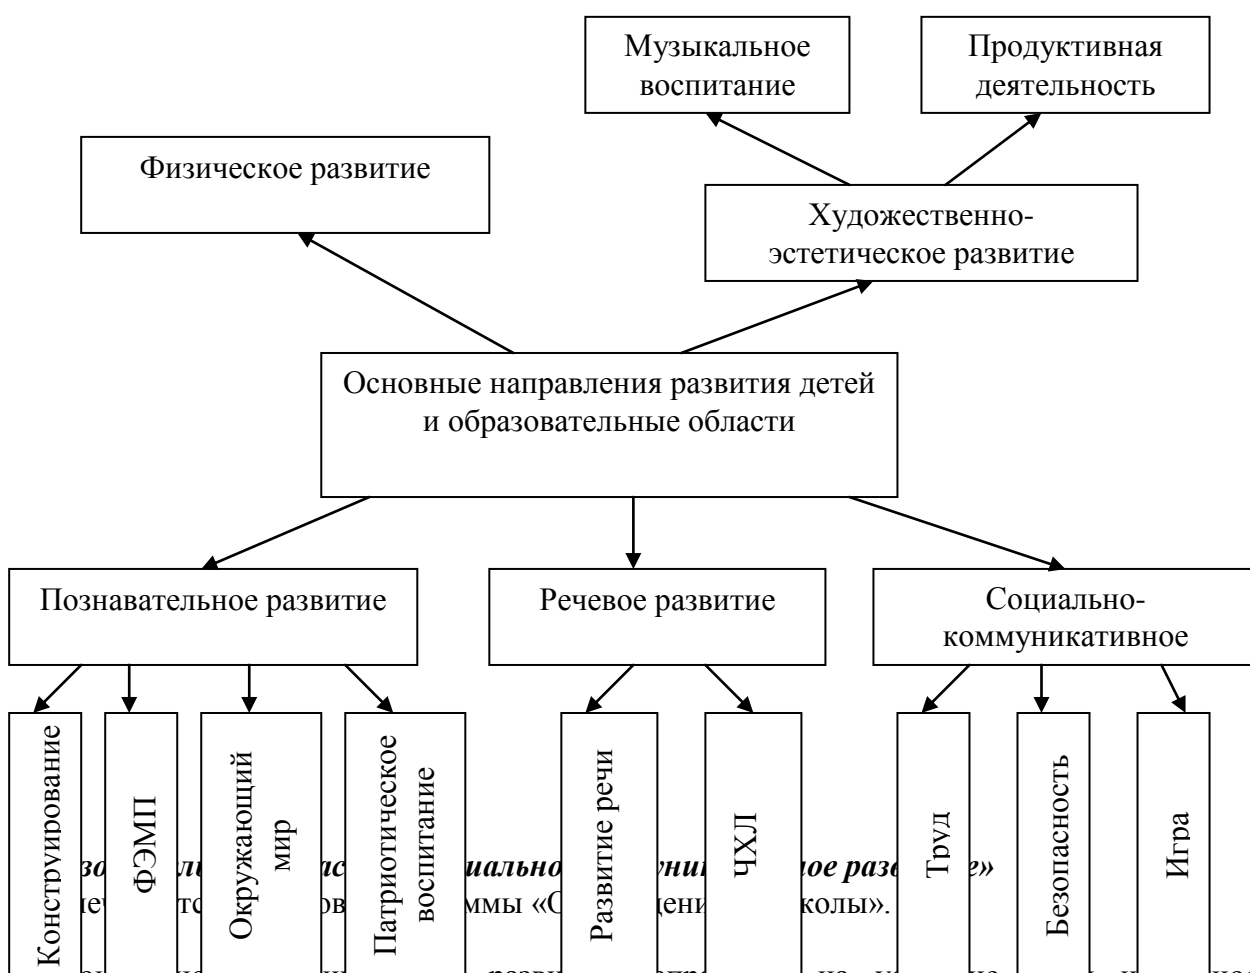 Музыкальное
воспитание
Продуктивная
деятельность
Физическое развитие
Художественно-
эстетическое развитие
Основные направления развития детей
и образовательные области
Познавательное развитие
Речевое развитие
Социально-
коммуникативное
Конструирование
ФЭМП
Окружающий
мир
Патриотическое
воспитание
Развитие речи
ЧХЛ
Труд
Безопасность
Игра